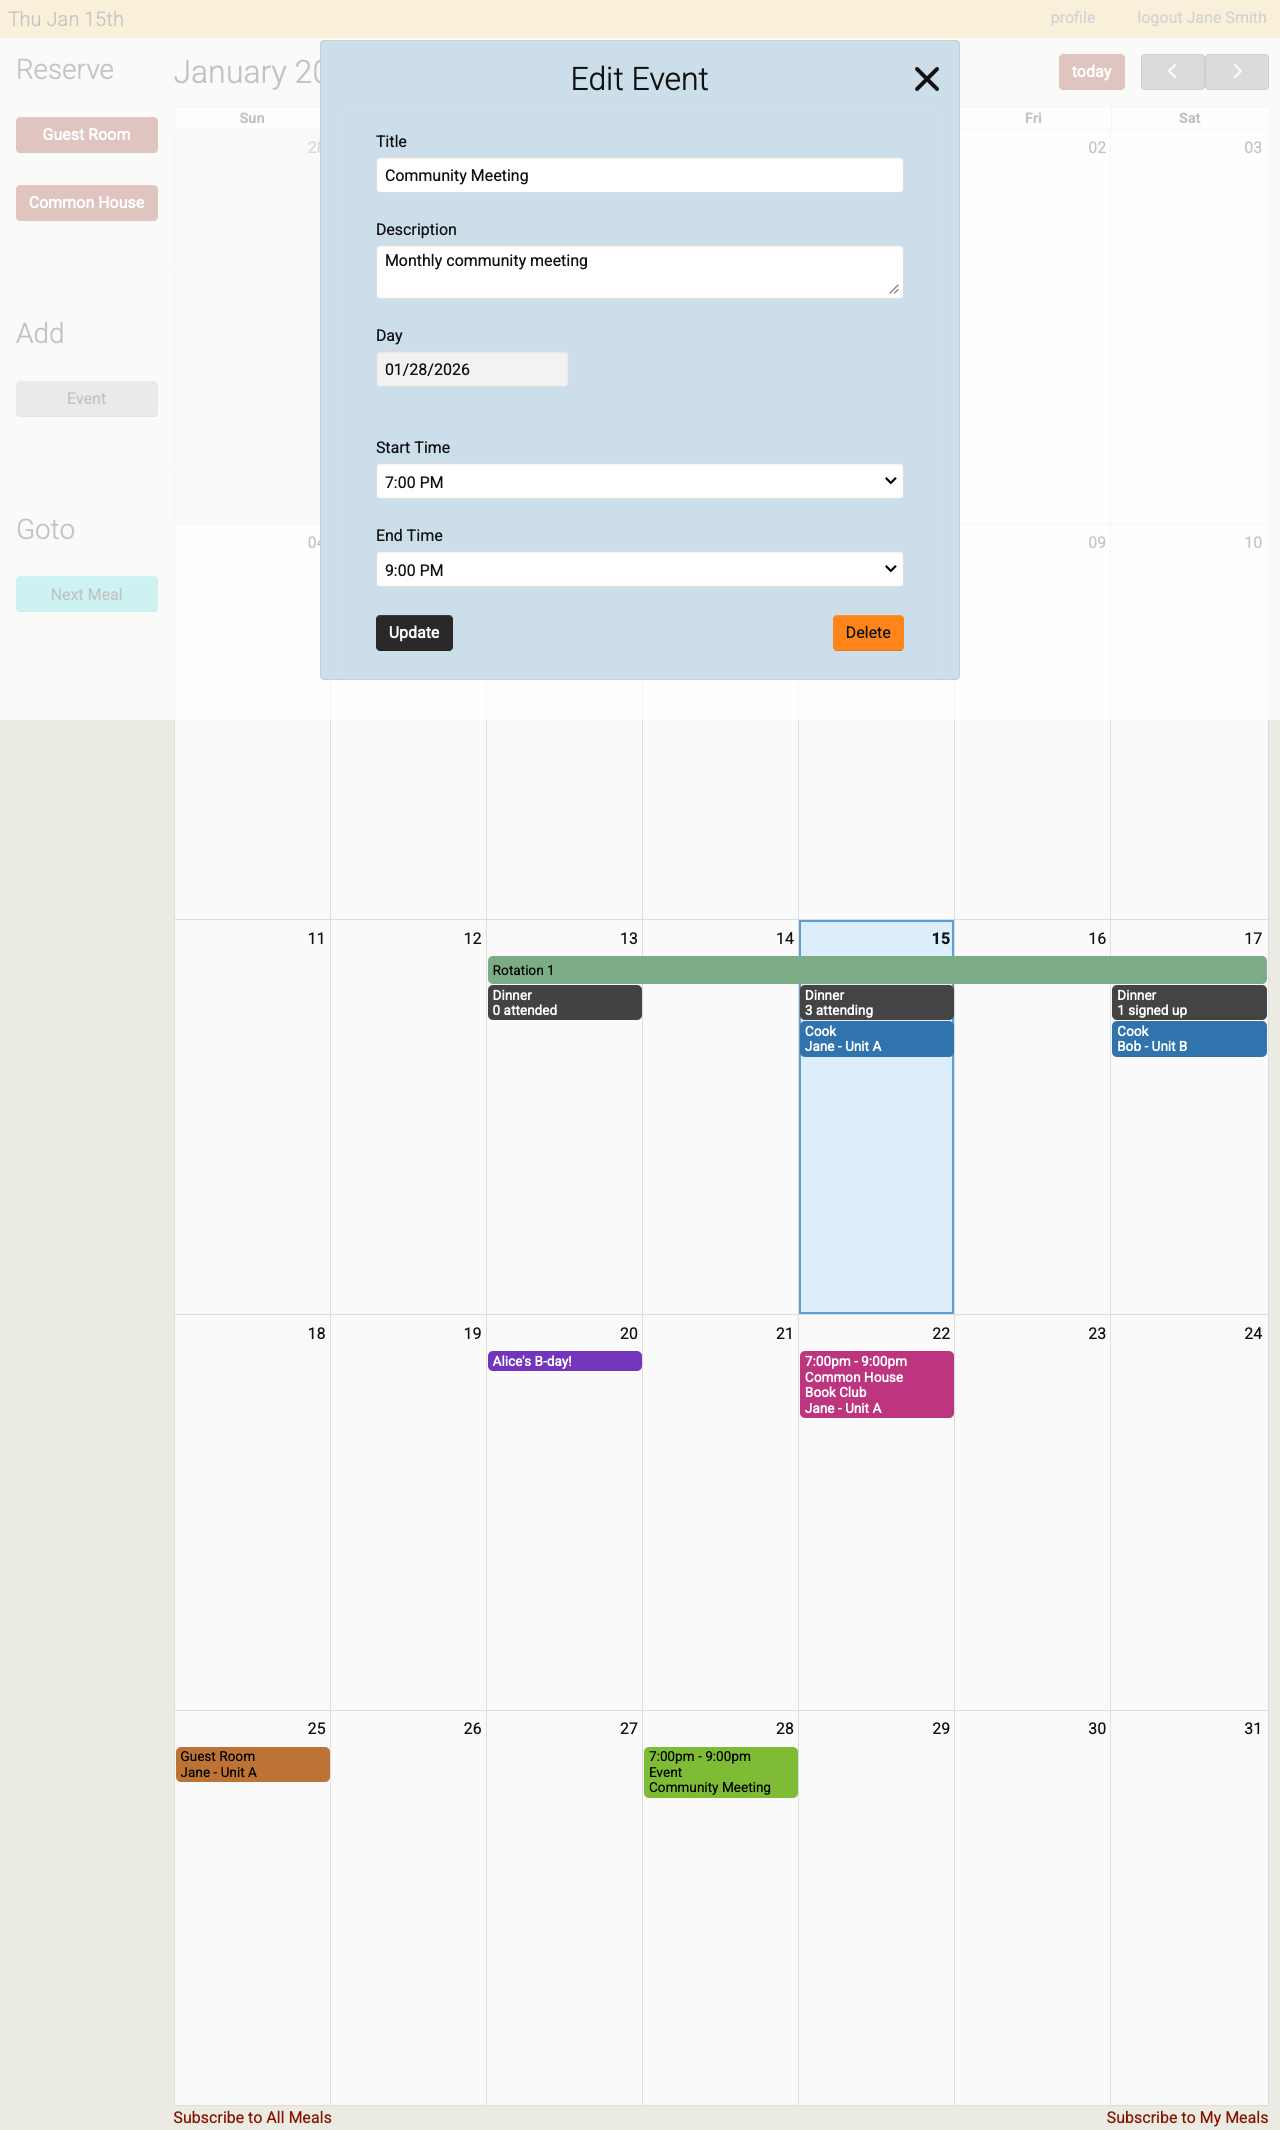 Thu Jan 15th
profile
logout Jane Smith
Reserve
Guest Room
Common House
Add
Event
Goto
Next Meal
January 20
today
Edit Event
Title
Community Meeting
Description
Monthly community meeting
Day
01/28/2026
Start Time
7:00 PM
End Time
9:00 PM
Update
Delete
Sun
Fri
Sat
28
02
03
04
09
10
11
12
13
14
15
16
17
Rotation 1
Dinner
0 attended
Dinner
3 attending
Cook
Jane - Unit A
Dinner
1 signed up
Cook
Bob - Unit B
18
19
20
21
22
23
24
Alice's B-day!
7:00pm - 9:00pm
Common House
Book Club
Jane - Unit A
25
26
27
28
29
30
31
Guest Room
Jane - Unit A
7:00pm - 9:00pm
Event
Community Meeting
Subscribe to All Meals
Subscribe to My Meals